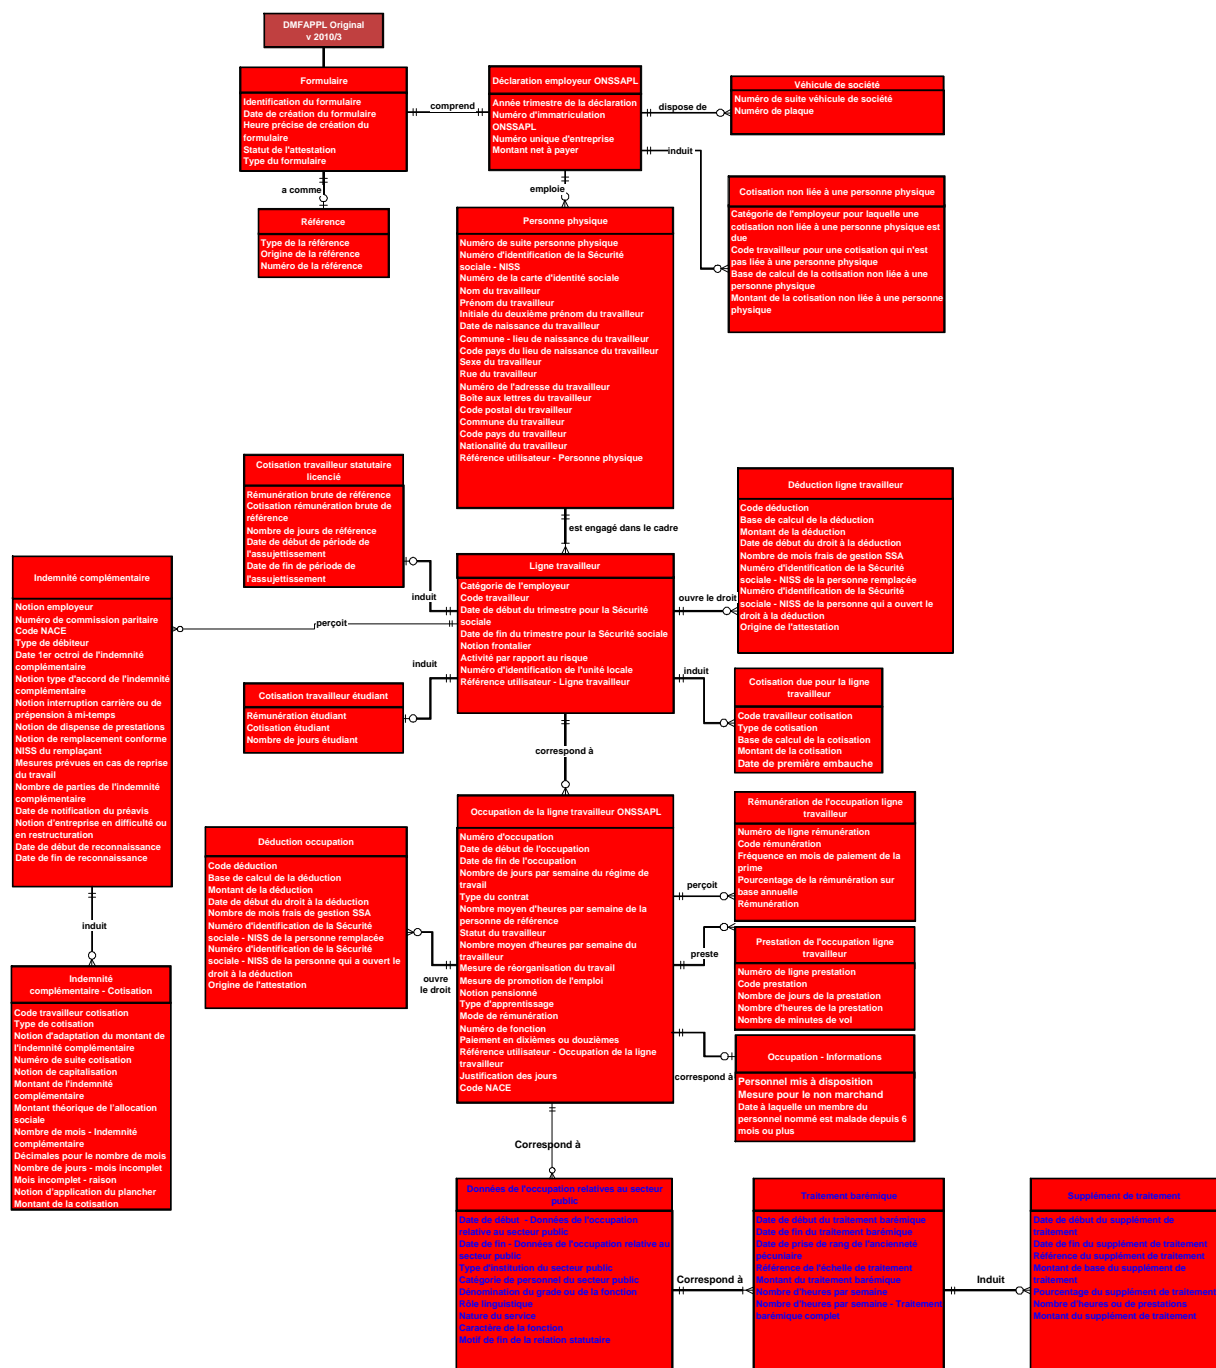 DMFAPPL Original
v 2010/3
Formulaire
Identification du formulaire
Date de création du formulaire
Heure précise de création du
formulaire
Statut de l'attestation
Type du formulaire
comprend
Déclaration employeur ONSSAPL
Année trimestre de la déclaration
Numéro d'immatriculation
ONSSAPL
Numéro unique d'entreprise
Montant net à payer
dispose de
Véhicule de société
Numéro de suite véhicule de société
Numéro de plaque
induit
Cotisation non liée à une personne physique
Catégorie de l'employeur pour laquelle une
cotisation non liée à une personne physique est
due
Code travailleur pour une cotisation qui n'est
pas liée à une personne physique
Base de calcul de la cotisation non liée à une
personne physique
Montant de la cotisation non liée à une personne
physique
a comme
Référence
Type de la référence
Origine de la référence
Numéro de la référence
emploie
Personne physique
Numéro de suite personne physique
Numéro d'identification de la Sécurité
sociale - NISS
Numéro de la carte d'identité sociale
Nom du travailleur
Prénom du travailleur
Initiale du deuxième prénom du travailleur
Date de naissance du travailleur
Commune - lieu de naissance du travailleur
Code pays du lieu de naissance du travailleur
Sexe du travailleur
Rue du travailleur
Numéro de l'adresse du travailleur
Boîte aux lettres du travailleur
Code postal du travailleur
Commune du travailleur
Code pays du travailleur
Nationalité du travailleur
Référence utilisateur - Personne physique
est engagé dans le cadre
Cotisation travailleur statutaire
licencié
Rémunération brute de référence
Cotisation rémunération brute de
référence
Nombre de jours de référence
Date de début de période de
l'assujettissement
Date de fin de période de
l'assujettissement
induit
Déduction ligne travailleur
Code déduction
Base de calcul de la déduction
Montant de la déduction
Date de début du droit à la déduction
Nombre de mois frais de gestion SSA
Numéro d'identification de la Sécurité
sociale - NISS de la personne remplacée
Numéro d'identification de la Sécurité
sociale - NISS de la personne qui a ouvert le
droit à la déduction
Origine de l'attestation
ouvre le droit
Ligne travailleur
Catégorie de l'employeur
Code travailleur
Date de début du trimestre pour la Sécurité
sociale
Date de fin du trimestre pour la Sécurité sociale
Notion frontalier
Activité par rapport au risque
Numéro d'identification de l'unité locale
Référence utilisateur - Ligne travailleur
perçoit
Indemnité complémentaire
Notion employeur
Numéro de commission paritaire
Code NACE
Type de débiteur
Date 1er octroi de l'indemnité
complémentaire
Notion type d'accord de l'indemnité
complémentaire
Notion interruption carrière ou de
prépension à mi-temps
Notion de dispense de prestations
Notion de remplacement conforme
NISS du remplaçant
Mesures prévues en cas de reprise
du travail
Nombre de parties de l'indemnité
complémentaire
Date de notification du préavis
Notion d'entreprise en difficulté ou
en restructuration
Date de début de reconnaissance
Date de fin de reconnaissance
induit
Cotisation travailleur étudiant
Rémunération étudiant
Cotisation étudiant
Nombre de jours étudiant
induit
Cotisation due pour la ligne
travailleur
Code travailleur cotisation
Type de cotisation
Base de calcul de la cotisation
Montant de la cotisation
Date de première embauche
correspond à
Occupation de la ligne travailleur ONSSAPL
Numéro d'occupation
Date de début de l'occupation
Date de fin de l'occupation
Nombre de jours par semaine du régime de
travail
Type du contrat
Nombre moyen d'heures par semaine de la
personne de référence
Statut du travailleur
Nombre moyen d'heures par semaine du
travailleur
Mesure de réorganisation du travail
Mesure de promotion de l'emploi
Notion pensionné
Type d'apprentissage
Mode de rémunération
Numéro de fonction
Paiement en dixièmes ou douzièmes
Référence utilisateur - Occupation de la ligne
travailleur
Justification des jours
Code NACE
Déduction occupation
Code déduction
Base de calcul de la déduction
Montant de la déduction
Date de début du droit à la déduction
Nombre de mois frais de gestion SSA
Numéro d'identification de la Sécurité
sociale - NISS de la personne remplacée
Numéro d'identification de la Sécurité
sociale - NISS de la personne qui a ouvert le
droit à la déduction
Origine de l'attestation
ouvre
le droit
perçoit
Rémunération de l'occupation ligne
travailleur
Numéro de ligne rémunération
Code rémunération
Fréquence en mois de paiement de la
prime
Pourcentage de la rémunération sur
base annuelle
Rémunération
preste
Prestation de l'occupation ligne
travailleur
Numéro de ligne prestation
Code prestation
Nombre de jours de la prestation
Nombre d'heures de la prestation
Nombre de minutes de vol
correspond à
Occupation - Informations
Personnel mis à disposition
Mesure pour le non marchand
Date à laquelle un membre du
personnel nommé est malade depuis 6
mois ou plus
induit
Indemnité
complémentaire - Cotisation
Code travailleur cotisation
Type de cotisation
Notion d'adaptation du montant de
l'indemnité complémentaire
Numéro de suite cotisation
Notion de capitalisation
Montant de l'indemnité
complémentaire
Montant théorique de l'allocation
sociale
Nombre de mois - Indemnité
complémentaire
Décimales pour le nombre de mois
Nombre de jours - mois incomplet
Mois incomplet - raison
Notion d'application du plancher
Montant de la cotisation
Correspond à
Données de l'occupation relatives au secteur
public
Date de début  - Données de l'occupation
relative au secteur public
Date de fin - Données de l'occupation relative au
secteur public
Type d'institution du secteur public
Catégorie de personnel du secteur public
Dénomination du grade ou de la fonction
Rôle linguistique
Nature du service
Caractère de la fonction
Motif de fin de la relation statutaire
Correspond à
Traitement barémique
Date de début du traitement barémique
Date de fin du traitement barémique
Date de prise de rang de l'ancienneté
pécuniaire
Référence de l'échelle de traitement
Montant du traitement barémique
Nombre d'heures par semaine
Nombre d'heures par semaine - Traitement
barémique complet
Induit
Supplément de traitement
Date de début du supplément de
traitement
Date de fin du supplément de traitement
Référence du supplément de traitement
Montant de base du supplément de
traitement
Pourcentage du supplément de traitement
Nombre d'heures ou de prestations
Montant du supplément de traitement